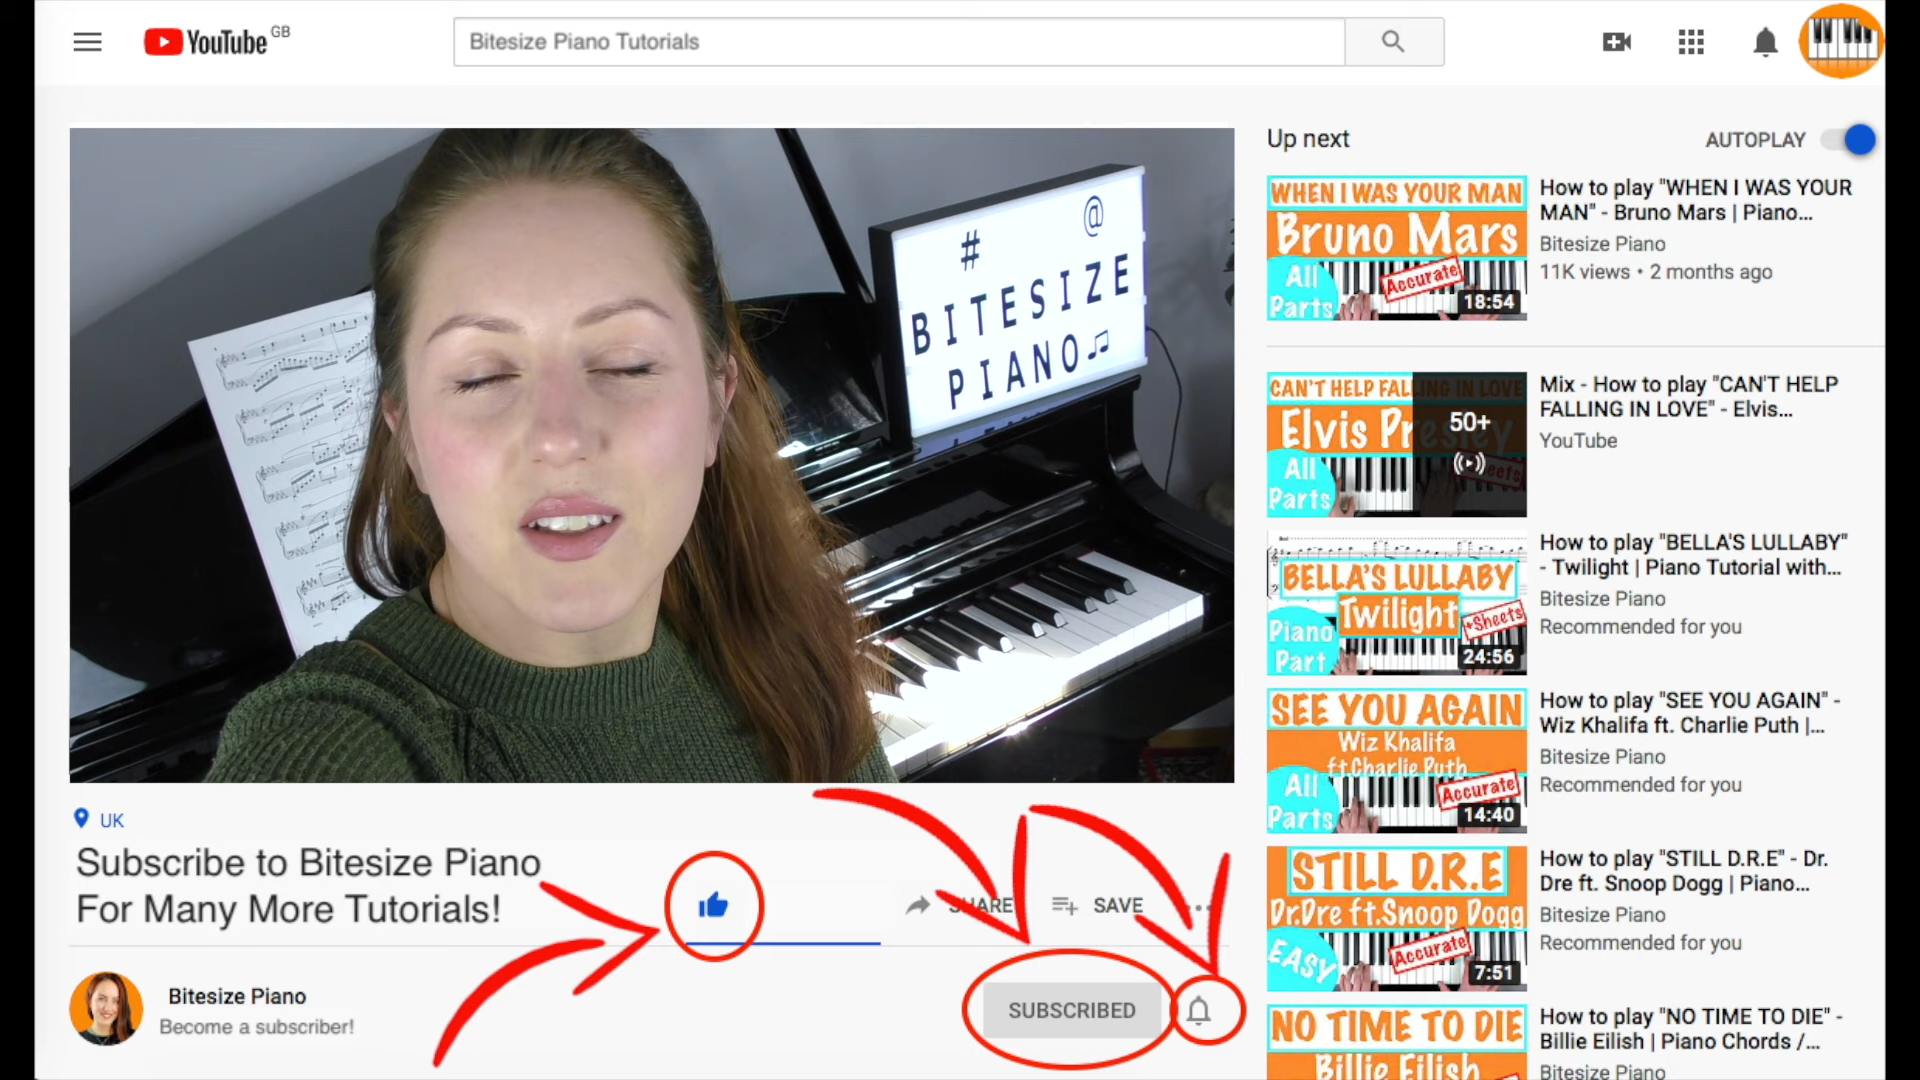 YouTube GB
Bitesize Piano Tutorials
#
@
BITESIZE
PIANO♫
UK
Subscribe to Bitesize Piano
For Many More Tutorials!
SHARE
SAVE
Bitesize Piano
Become a subscriber!
SUBSCRIBED
Up next
AUTOPLAY
WHEN I WAS YOUR MAN
Bruno Mars
All
Parts
Accurate
18:54
How to play "WHEN I WAS YOUR
MAN" - Bruno Mars | Piano...
Bitesize Piano
11K views • 2 months ago
CAN'T HELP FALLING IN LOVE
Elvis Presley
All
Parts
50+
Mix - How to play "CAN'T HELP
FALLING IN LOVE" - Elvis...
YouTube
BELLA'S LULLABY
Twilight
Piano
Part
+Sheets
24:56
How to play "BELLA'S LULLABY"
- Twilight | Piano Tutorial with...
Bitesize Piano
Recommended for you
SEE YOU AGAIN
Wiz Khalifa
ft.Charlie Puth
All
Parts
Accurate
14:40
How to play "SEE YOU AGAIN" -
Wiz Khalifa ft. Charlie Puth |...
Bitesize Piano
Recommended for you
STILL D.R.E
Dr.Dre ft.Snoop Dogg
EASY
Accurate
7:51
How to play "STILL D.R.E" - Dr.
Dre ft. Snoop Dogg | Piano...
Bitesize Piano
Recommended for you
NO TIME TO DIE
Billie Eilish
How to play "NO TIME TO DIE" -
Billie Eilish | Piano Chords /...
Bitesize Piano